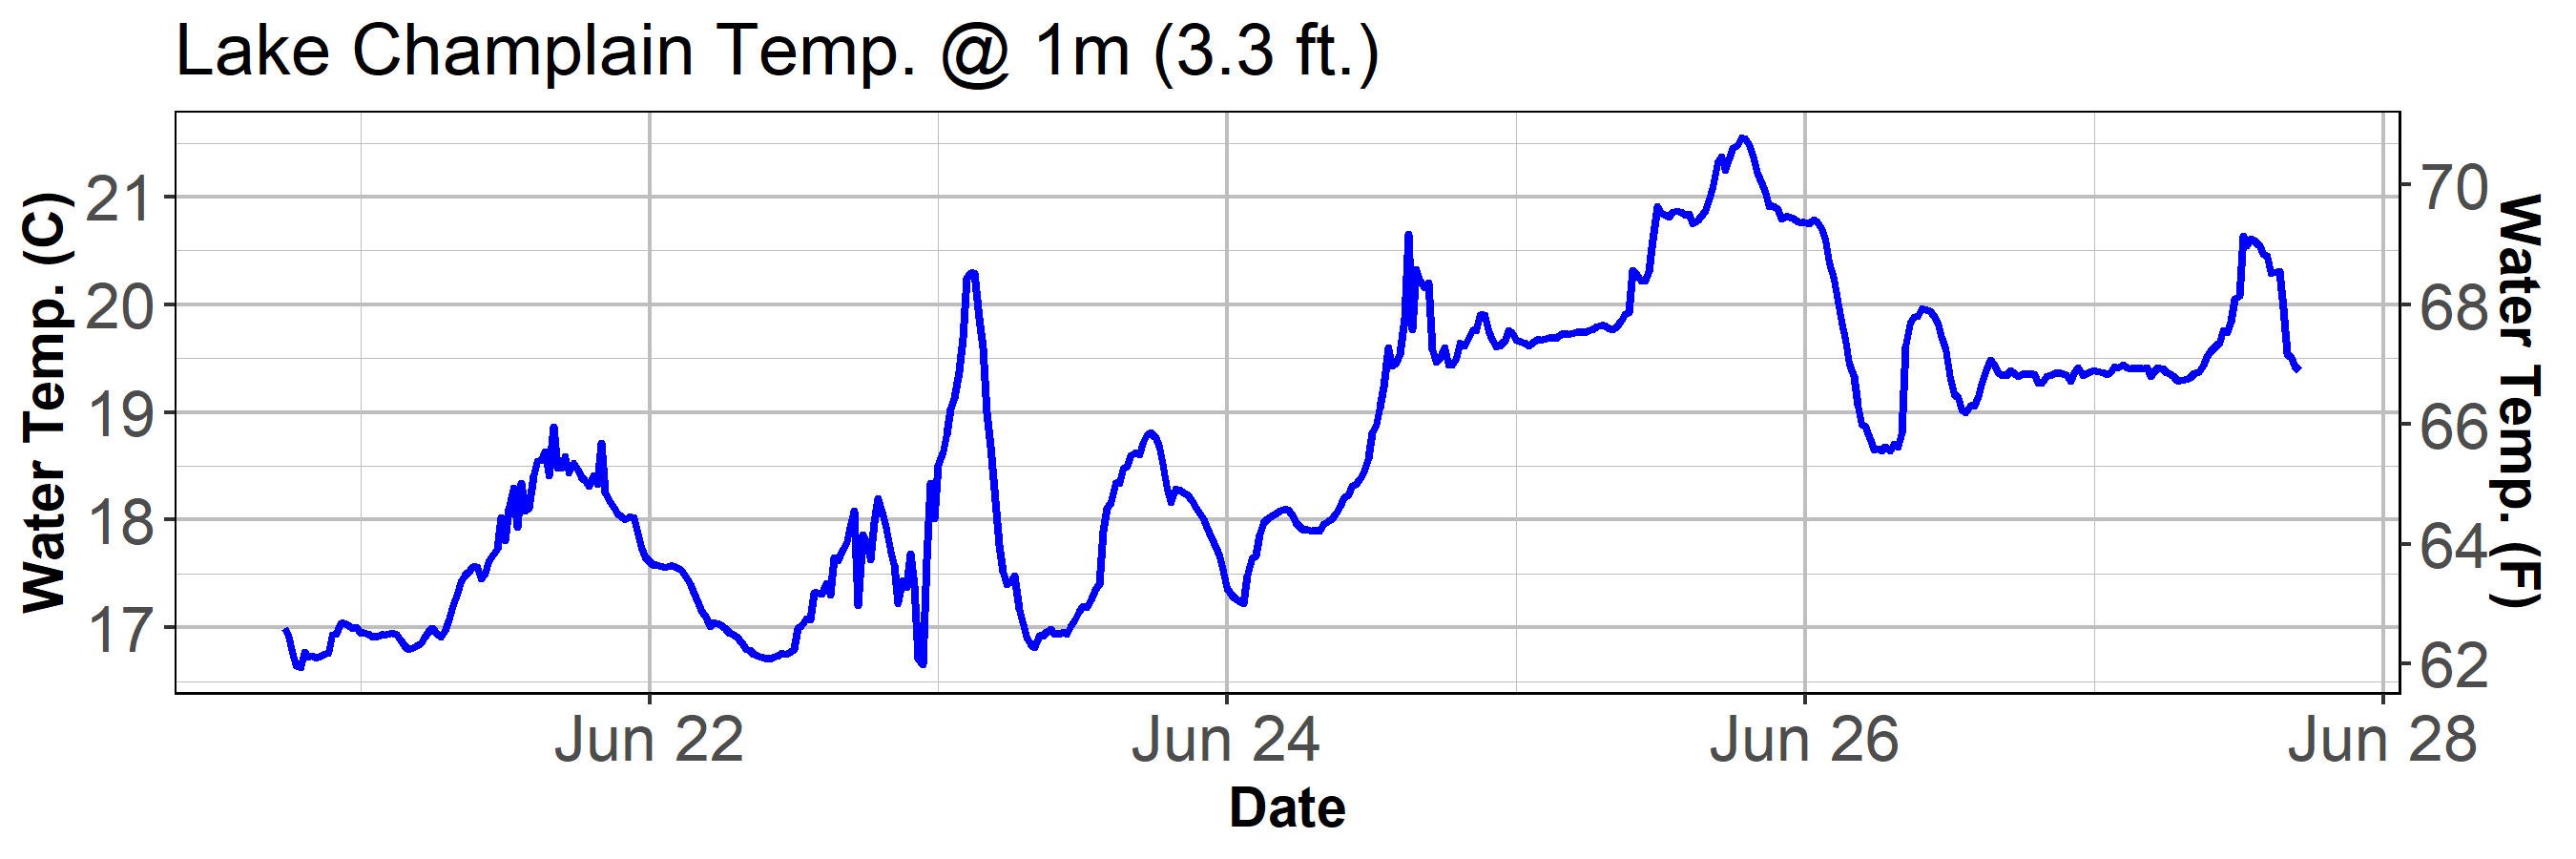 Lake Champlain Temp. @ 1m (3.3 ft.)
Water Temp. (C)
21
20
19
18
17
70
68
66
64
62
Water Temp. (F)
Jun 22 Jun 24 Jun 26 Jun 28
Date